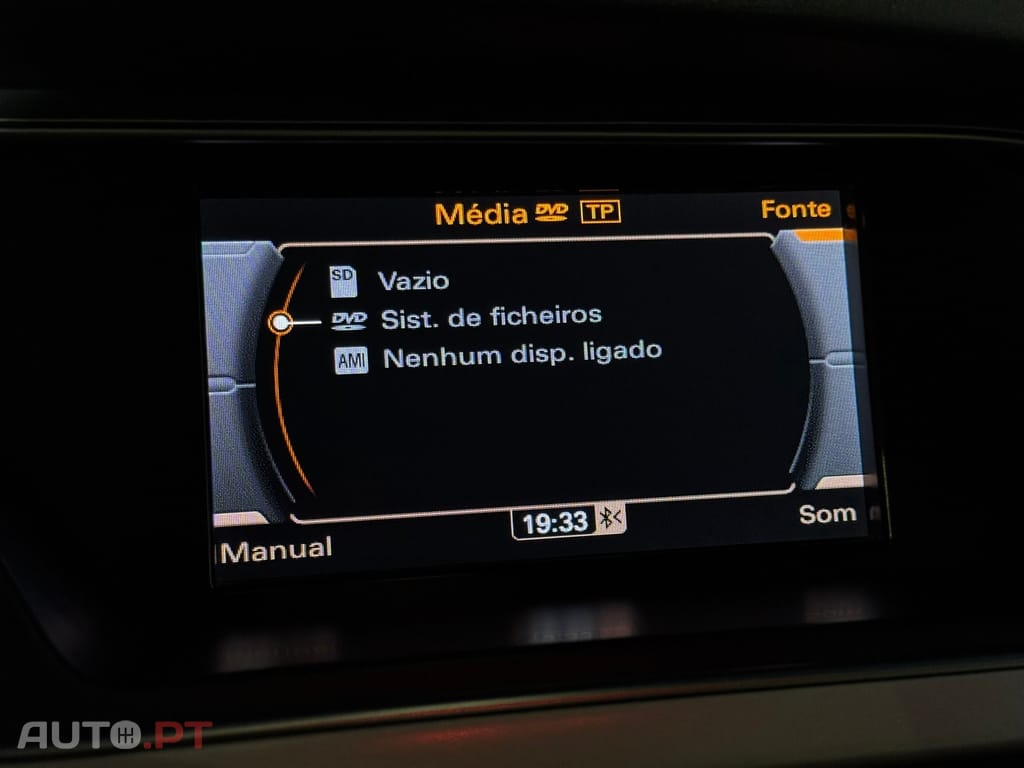 Média DVD TP
Fonte
SD Vazio
DVD Sist. de ficheiros
AMI Nenhum disp. ligado
19:33
Som
Manual
AUTO.PT